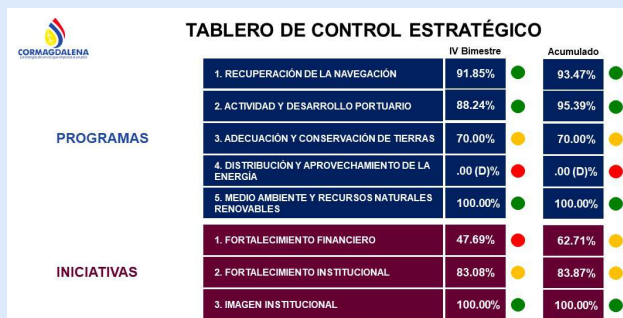 TABLERO DE CONTROL ESTRATÉGICO
CORMAGDALENA
IV Bimestre
Acumulado
PROGRAMAS
1. RECUPERACIÓN DE LA NAVEGACIÓN 91.85% 93.47%
2. ACTIVIDAD Y DESARROLLO PORTUARIO 88.24% 95.39%
3. ADECUACIÓN Y CONSERVACIÓN DE TIERRAS 70.00% 70.00%
4. DISTRIBUCIÓN Y APROVECHAMIENTO DE LA
ENERGÍA .00 (D)% .00 (D)%
5. MEDIO AMBIENTE Y RECURSOS NATURALES
RENOVABLES 100.00% 100.00%
INICIATIVAS
1. FORTALECIMIENTO FINANCIERO 47.69% 62.71%
2. FORTALECIMIENTO INSTITUCIONAL 83.08% 83.87%
3. IMAGEN INSTITUCIONAL 100.00% 100.00%